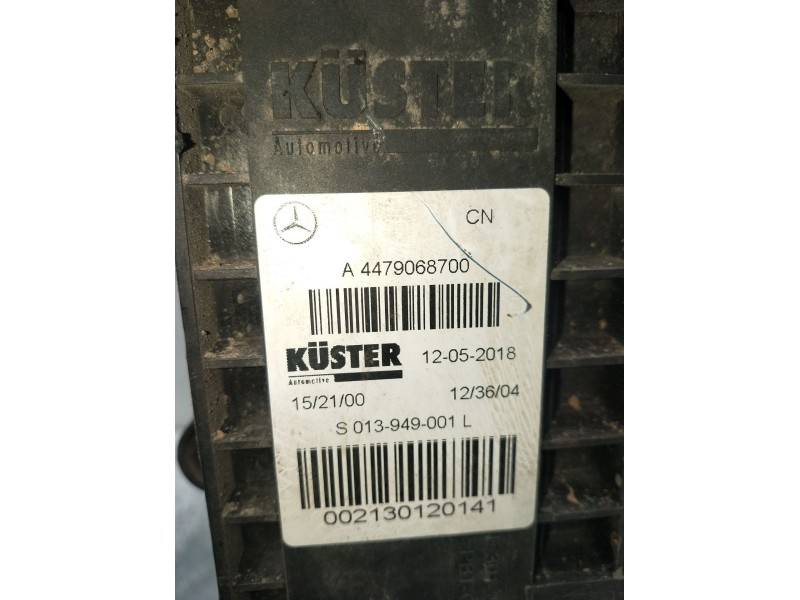 KÜSTER
Automotive
CN
A 4479068700
KÜSTER
Automotive
12-05-2018
15/21/00
12/36/04
S 013-949-001 L
002130120141